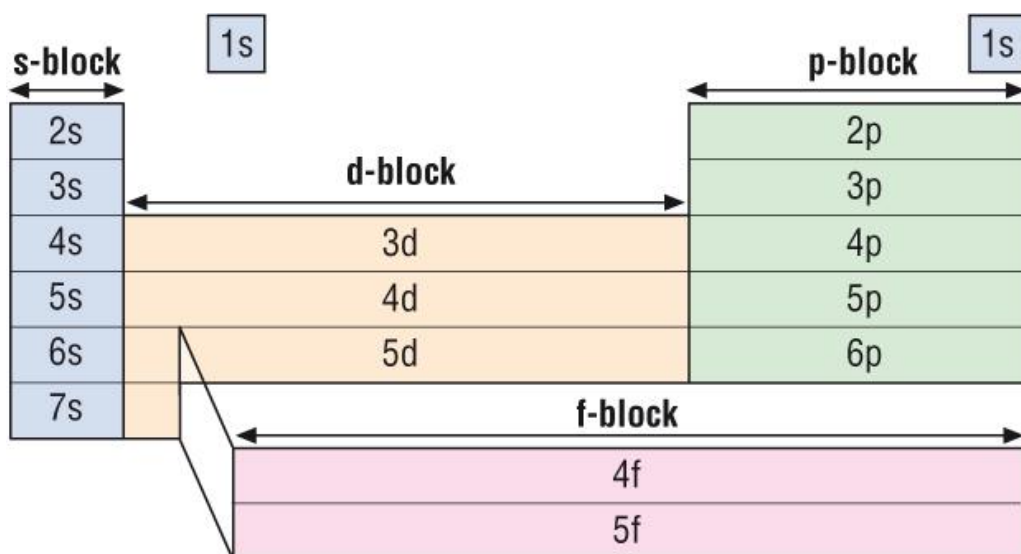 1s 1s
s-block p-block
2s 2p
d-block
3s 3p
4s 3d 4p
5s 4d 5p
6s 5d 6p
7s
f-block
4f
5f